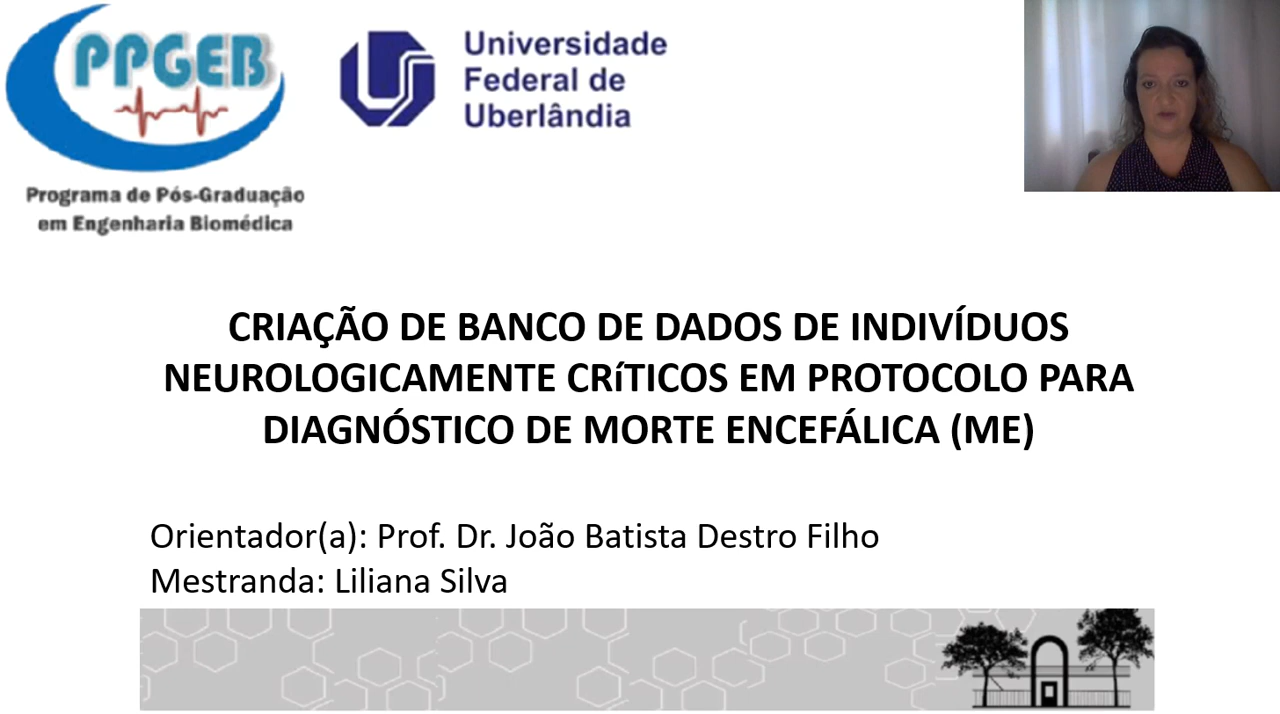 PPGEB
Programa de Pós-Graduação
em Engenharia Biomédica
Universidade
Federal de
Uberlândia
CRIAÇÃO DE BANCO DE DADOS DE INDIVÍDUOS
NEUROLOGICAMENTE CRíTICOS EM PROTOCOLO PARA
DIAGNÓSTICO DE MORTE ENCEFÁLICA (ME)
Orientador(a): Prof. Dr. João Batista Destro Filho
Mestranda: Liliana Silva